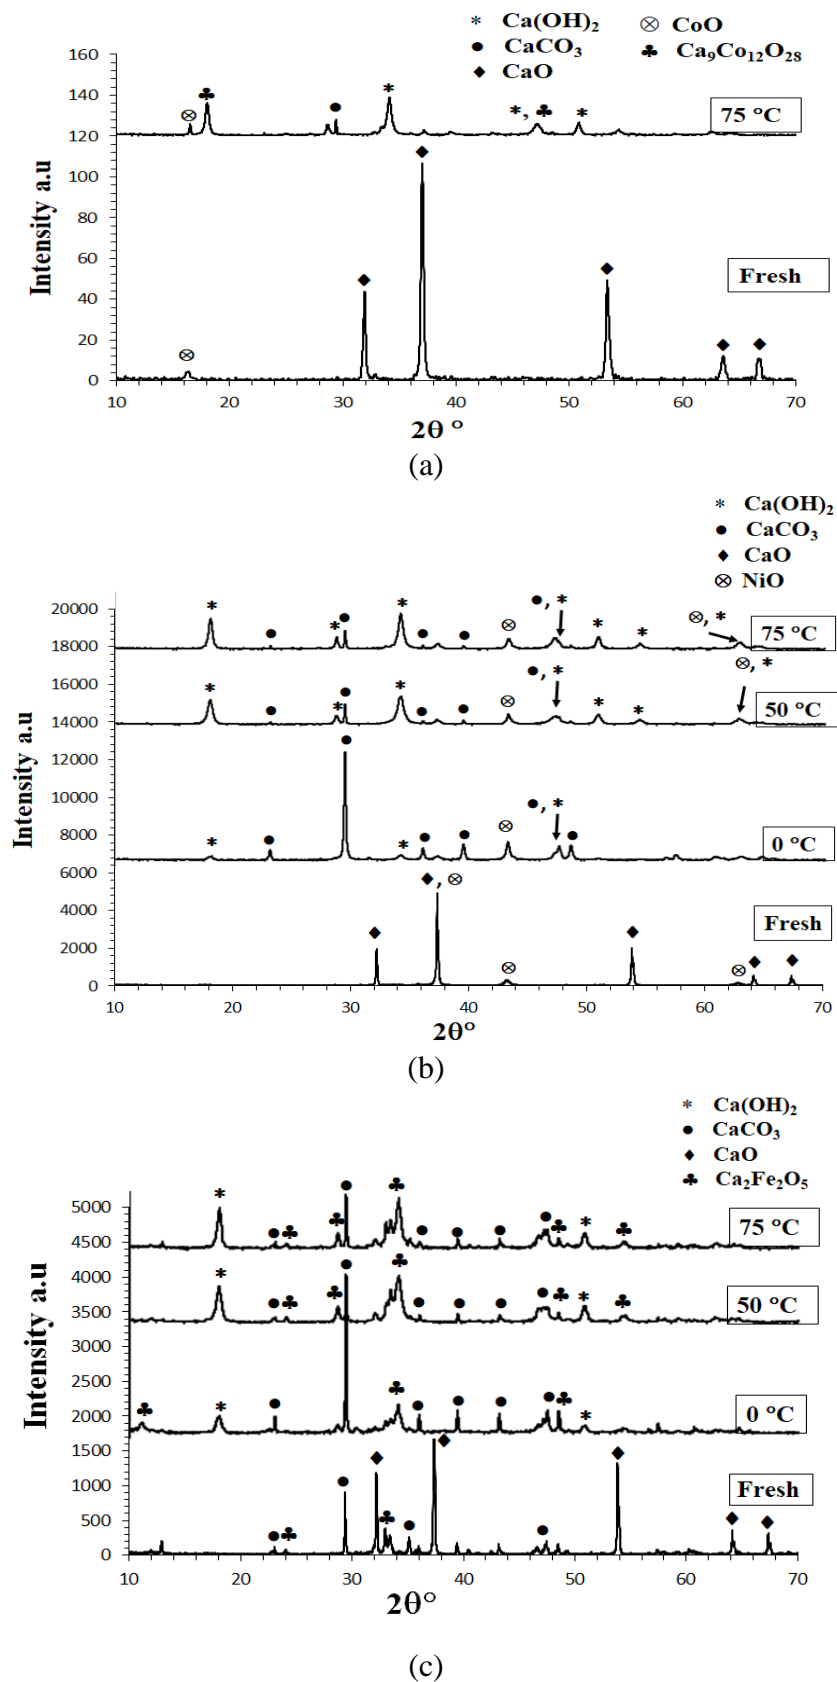 * Ca(OH)₂ ⊗ CoO
● CaCO₃ ♣ Ca₉Co₁₂O₂₈
◆ CaO
160
140
120
100
80
60
40
20
0
Intensity a.u
⊗ ♣ ● * *, ♣ *
75 °C
◆ ◆ ◆ ◆ ◆
Fresh
⊗
10 20 30 40 50 60 70
2θ °
(a)
* Ca(OH)₂
● CaCO₃
◆ CaO
⊗ NiO
20000
18000
16000
14000
12000
10000
8000
6000
4000
2000
0
Intensity a.u
* ● * ● * ● ● ⊗ ●, * * * ⊗, *
75 °C
* ● * ● * ● ● ⊗ ●, * * * ⊗, *
50 °C
* ● ● * ● ● ⊗ ●, * ●
0 °C
◆ ◆, ⊗ ⊗ ◆ ⊗ ◆ ◆
Fresh
10 20 30 40 50 60 70
2θ°
(b)
* Ca(OH)₂
● CaCO₃
◆ CaO
♣ Ca₂Fe₂O₅
5000
4500
4000
3500
3000
2500
2000
1500
1000
500
0
Intensity a.u
* ● ♣ ♣ ● ♣ ● ● ● ● ♣ * ♣
75 °C
* ● ♣ ♣ ● ♣ ● ● ● ● ♣ * ♣
50 °C
♣ * ● ● ♣ ● ● ● ● ♣ *
0 °C
● ♣ ● ◆ ♣ ● ◆ ● ◆ ◆ ◆
Fresh
10 20 30 40 50 60 70
2θ°
(c)